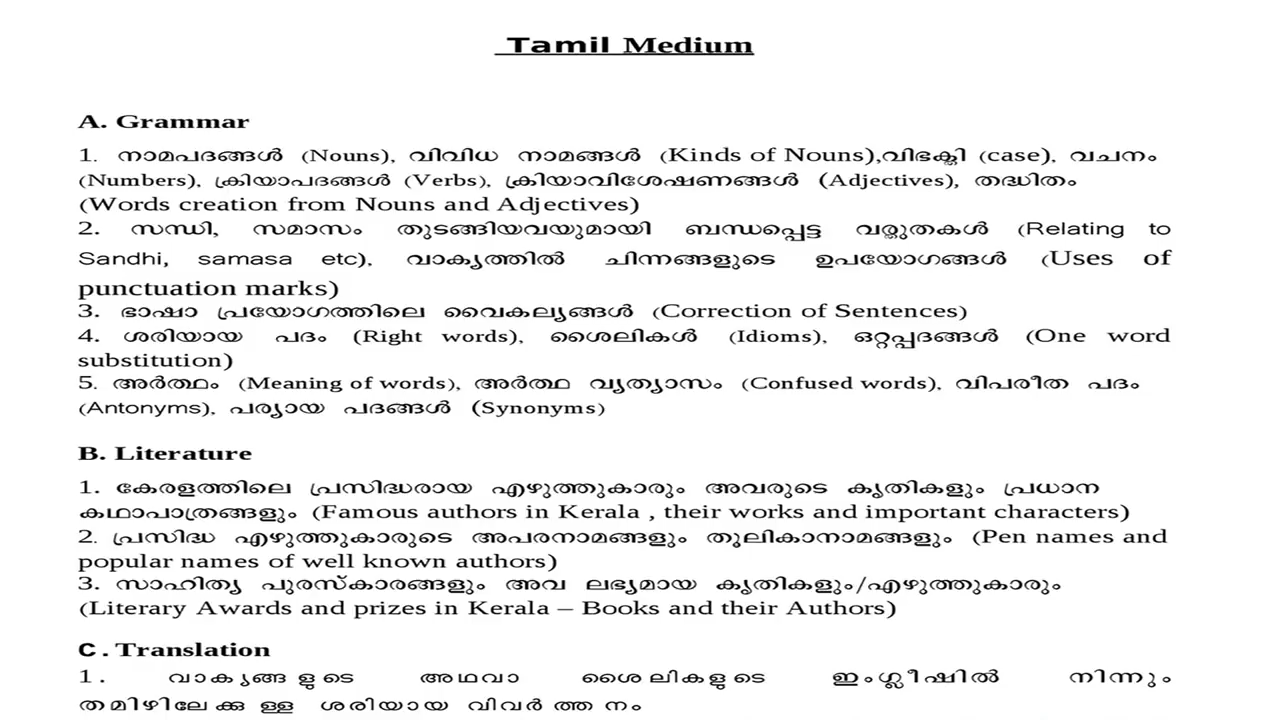 Tamil Medium
A. Grammar
1. നാമപദങ്ങൾ (Nouns), വിവിധ നാമങ്ങൾ (Kinds of Nouns),വിഭക്തി (case), വചനം
(Numbers), ക്രിയാപദങ്ങൾ (Verbs), ക്രിയാവിശേഷണങ്ങൾ (Adjectives), തദ്ധിതം
(Words creation from Nouns and Adjectives)
2. സന്ധി, സമാസം തുടങ്ങിയവയുമായി ബന്ധപ്പെട്ട വസ്തുതകൾ (Relating to
Sandhi, samasa etc), വാക്യത്തിൽ ചിന്നങ്ങളുടെ ഉപയോഗങ്ങൾ (Uses of
punctuation marks)
3. ഭാഷാ പ്രയോഗത്തിലെ വൈകല്യങ്ങൾ (Correction of Sentences)
4. ശരിയായ പദം (Right words), ശൈലികൾ (Idioms), ഒറ്റപ്പദങ്ങൾ (One word
substitution)
5. അർത്ഥം (Meaning of words), അർത്ഥ വ്യത്യാസം (Confused words), വിപരീത പദം
(Antonyms), പര്യായ പദങ്ങൾ (Synonyms)
B. Literature
1. കേരളത്തിലെ പ്രസിദ്ധരായ എഴുത്തുകാരും അവരുടെ കൃതികളും പ്രധാന
കഥാപാത്രങ്ങളും (Famous authors in Kerala , their works and important characters)
2. പ്രസിദ്ധ എഴുത്തുകാരുടെ അപരനാമങ്ങളും തൂലികാനാമങ്ങളും (Pen names and
popular names of well known authors)
3. സാഹിത്യ പുരസ്കാരങ്ങളും അവ ലഭ്യമായ കൃതികളും/എഴുത്തുകാരും
(Literary Awards and prizes in Kerala – Books and their Authors)
C . Translation
1. വാക്യങ്ങളുടെ അഥവാ ശൈലികളുടെ ഇംഗ്ലീഷിൽ നിന്നും
തമിഴിലേക്കുള്ള ശരിയായ വിവർത്തനം